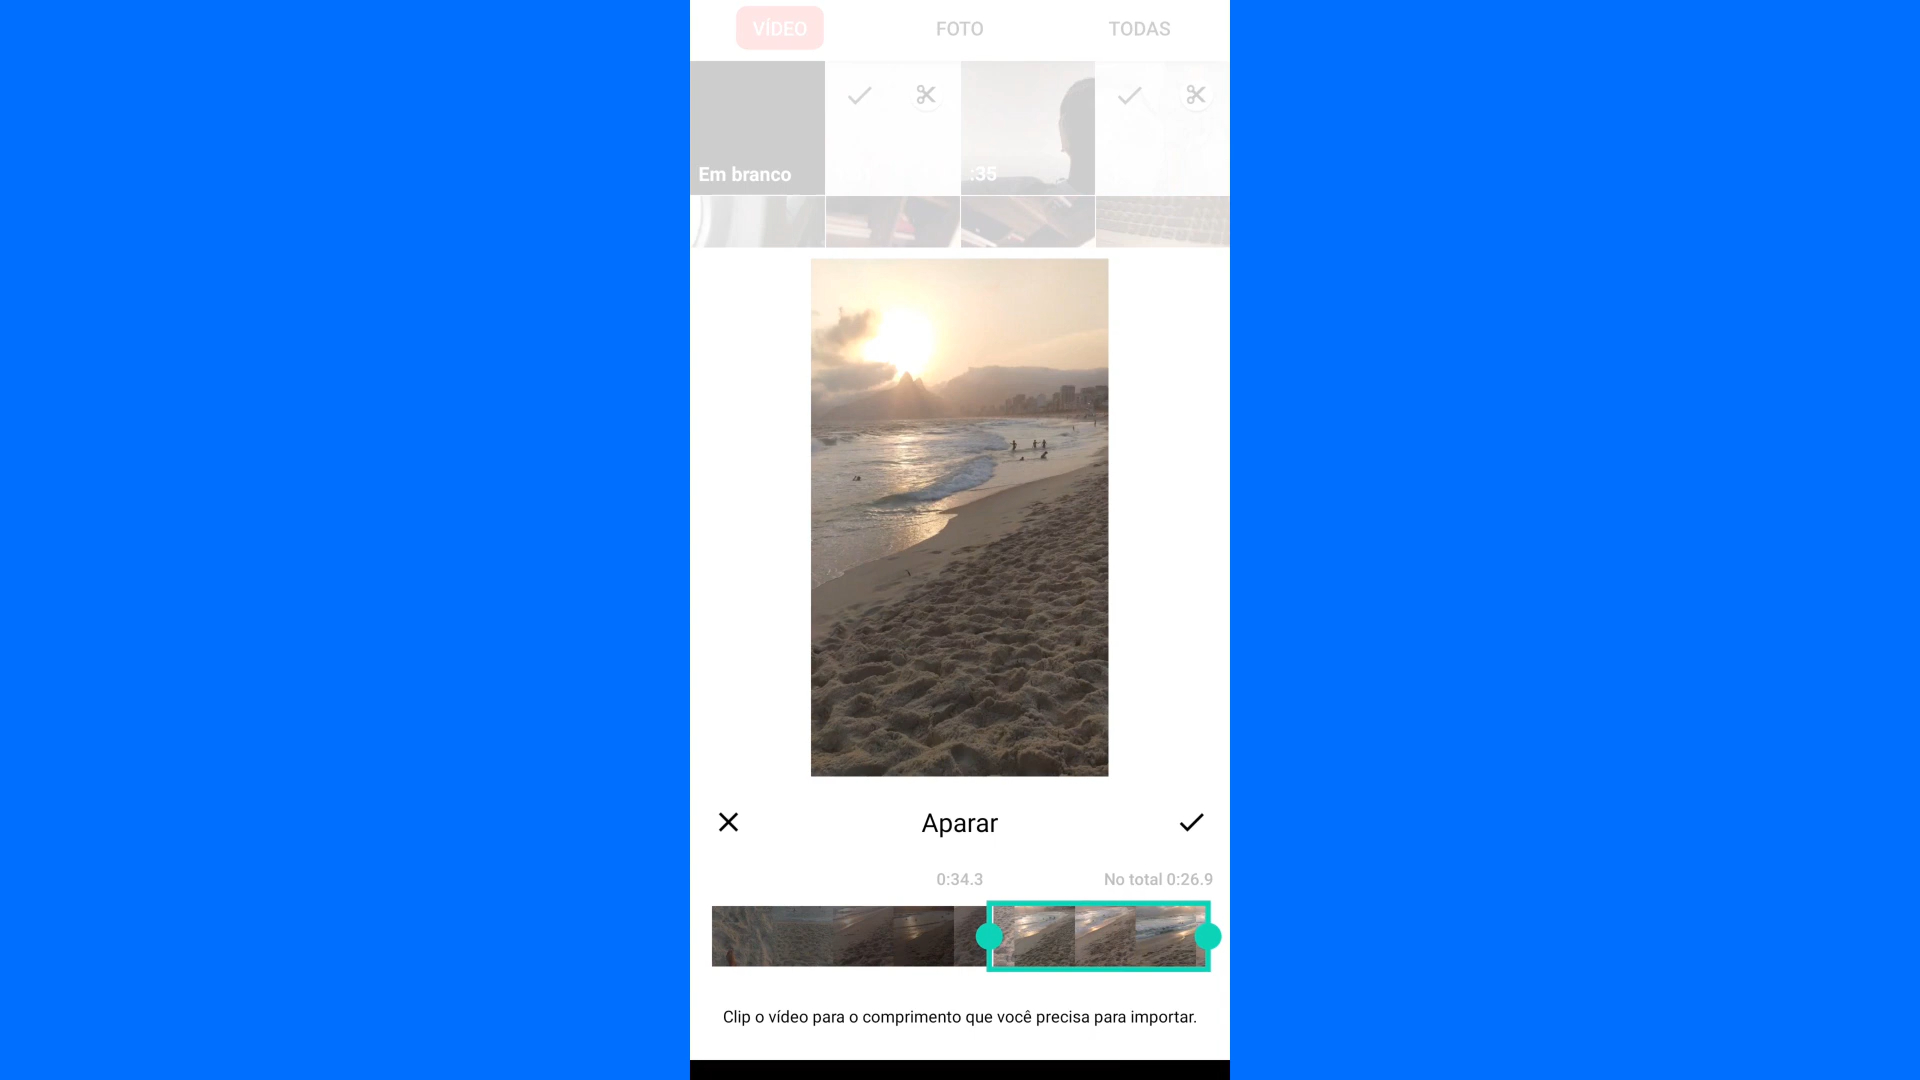 VÍDEO
FOTO
TODAS
Em branco
:35
Aparar
0:34.3
No total 0:26.9
Clip o vídeo para o comprimento que você precisa para importar.